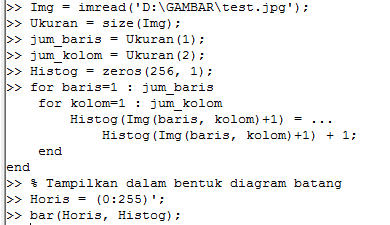 >> Img = imread('D:\GAMBAR\test.jpg');
>> Ukuran = size(Img);
>> jum_baris = Ukuran(1);
>> jum_kolom = Ukuran(2);
>> Histog = zeros(256, 1);
>> for baris=1 : jum_baris
for kolom=1 : jum_kolom
Histog(Img(baris, kolom)+1) = ...
Histog(Img(baris, kolom)+1) + 1;
end
end
>> % Tampilkan dalam bentuk diagram batang
>> Horis = (0:255)';
>> bar(Horis, Histog);